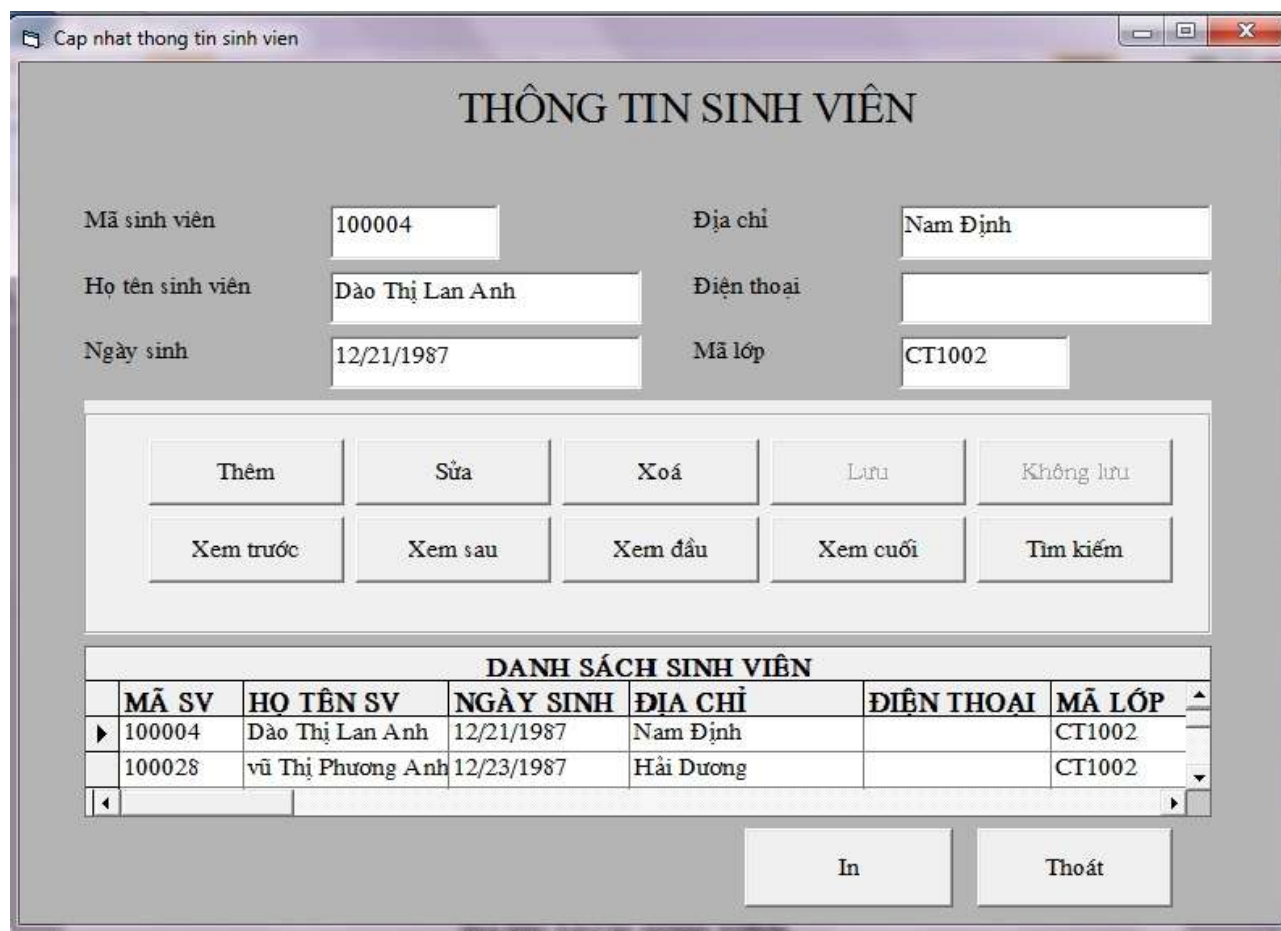 Cap nhat thong tin sinh vien
THÔNG TIN SINH VIÊN
Mã sinh viên 100004 Địa chỉ Nam Định
Họ tên sinh viên Dào Thị Lan Anh Điện thoại
Ngày sinh 12/21/1987 Mã lớp CT1002
Thêm Sửa Xoá Lưu Không lưu
Xem trước Xem sau Xem đầu Xem cuối Tìm kiếm
DANH SÁCH SINH VIÊN
MÃ SV HỌ TÊN SV NGÀY SINH ĐỊA CHỈ ĐIỆN THOẠI MÃ LỚP
100004 Dào Thị Lan Anh 12/21/1987 Nam Định CT1002
100028 vũ Thị Phương Anh 12/23/1987 Hải Dương CT1002
In Thoát